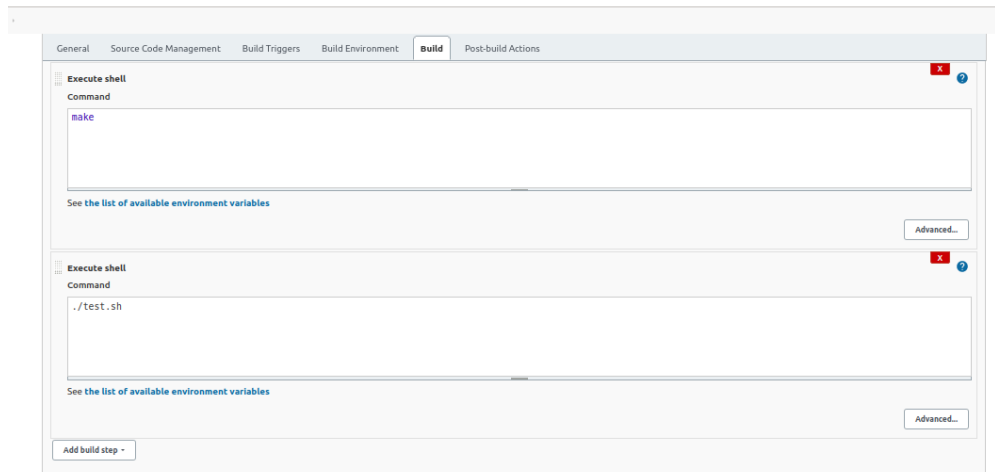 General Source Code Management Build Triggers Build Environment Build Post-build Actions
X
Execute shell
Command
make
See the list of available environment variables
Advanced...
X
Execute shell
Command
./test.sh
See the list of available environment variables
Advanced...
Add build step